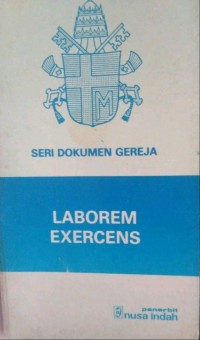 M
SERI DOKUMEN GEREJA
LABOREM
EXERCENS
penerbit
nusa indah